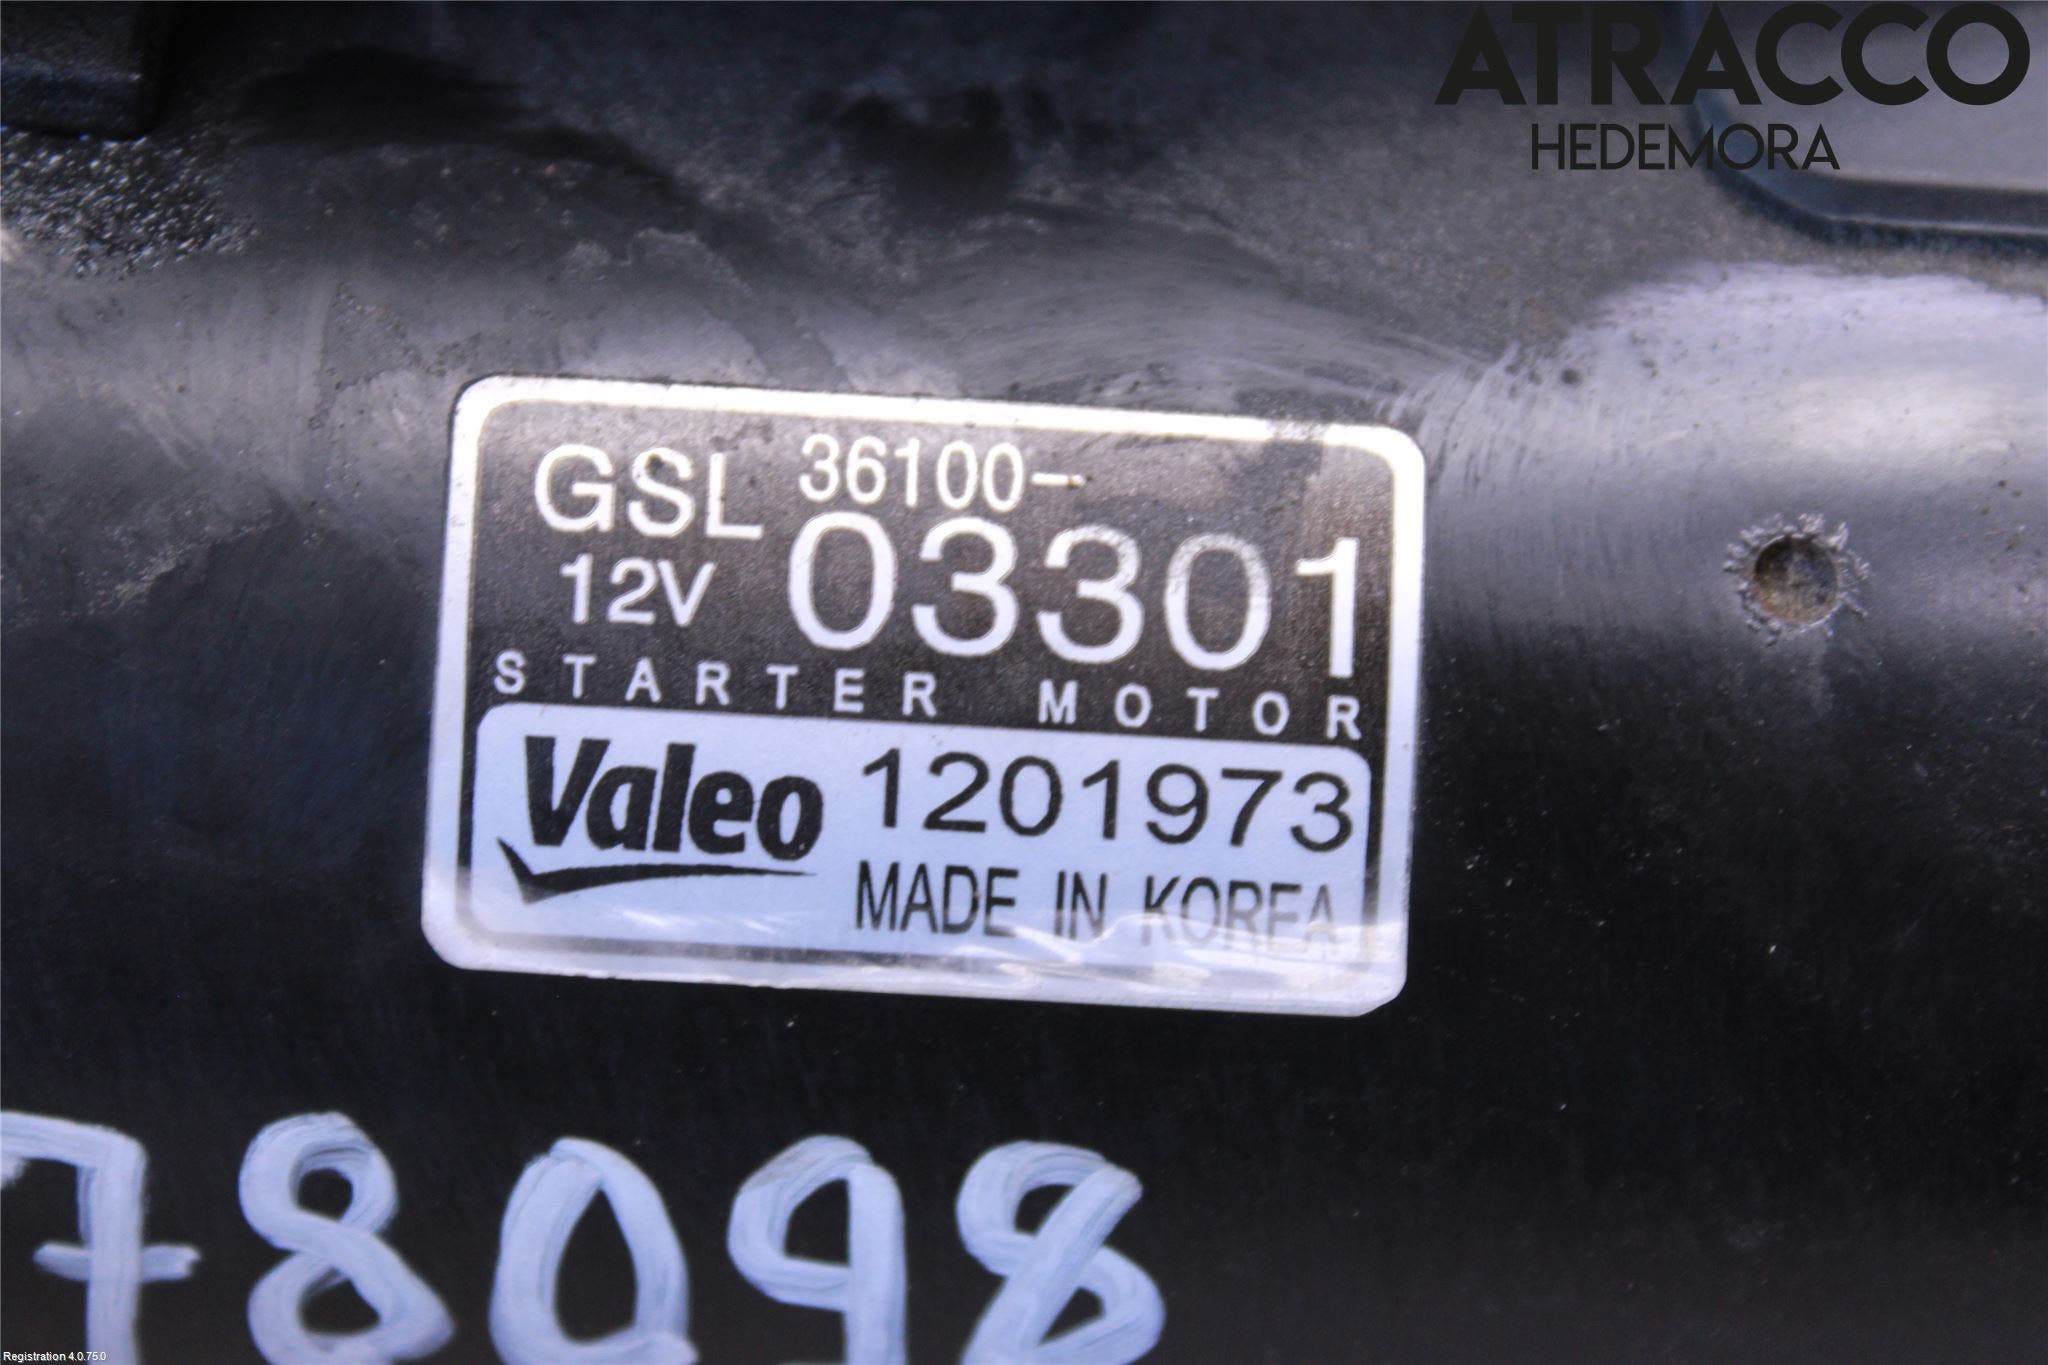 ATRACCO
HEDEMORA
GSL 36100-
12V 03301
STARTER MOTOR
Valeo 1201973
MADE IN KOREA
78098
Registration 4.0.75.0